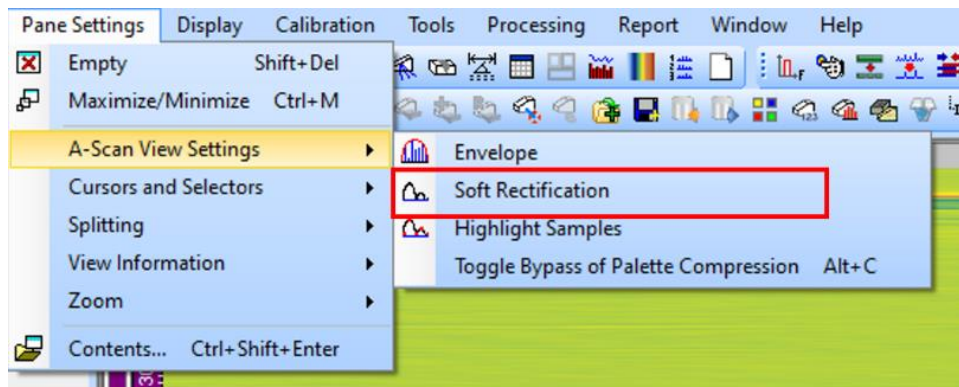 Pane Settings Display Calibration Tools Processing Report Window Help
Empty Shift+Del
Maximize/Minimize Ctrl+M
A-Scan View Settings
Cursors and Selectors
Splitting
View Information
Zoom
Contents... Ctrl+Shift+Enter
Envelope
Soft Rectification
Highlight Samples
Toggle Bypass of Palette Compression Alt+C